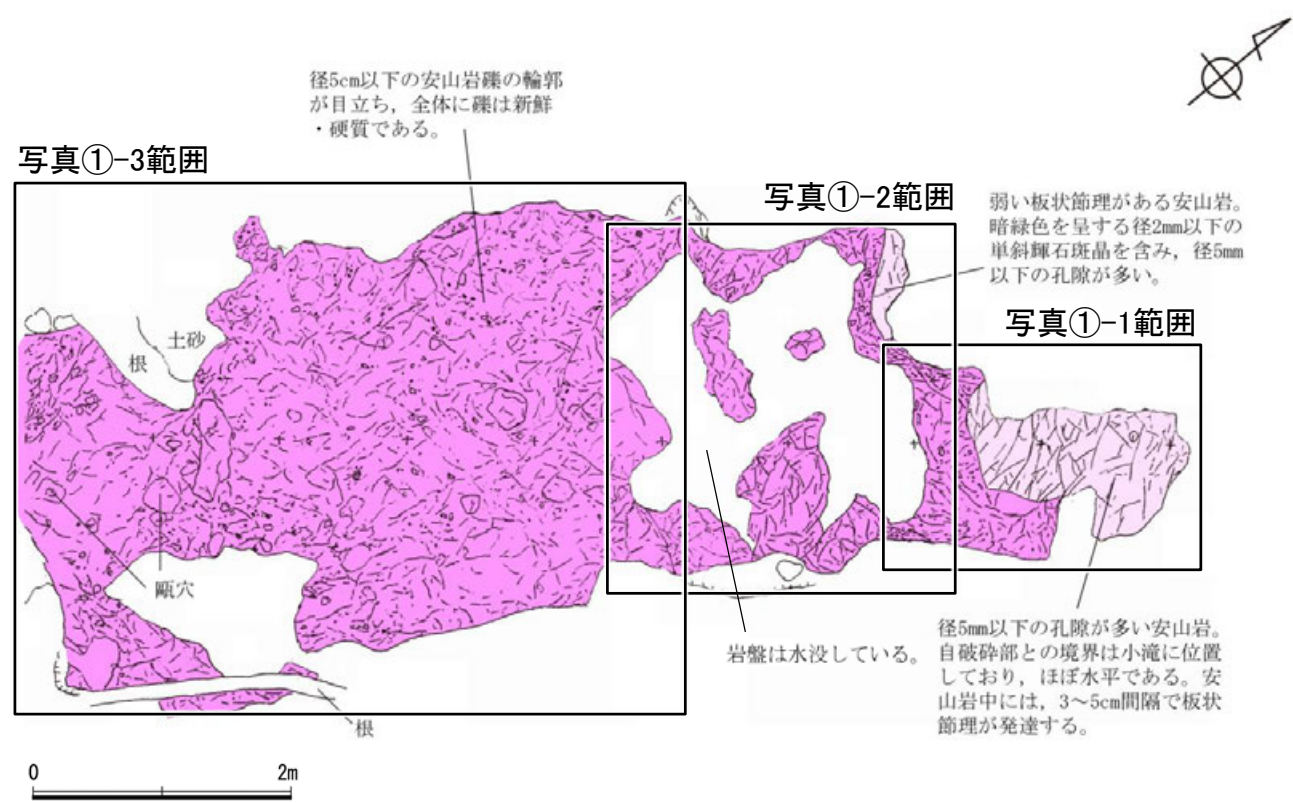 径5cm以下の安山岩礫の輪郭
が目立ち，全体に礫は新鮮
・硬質である。
写真①-3範囲
写真①-2範囲
弱い板状節理がある安山岩。
暗緑色を呈する径2mm以下の
単斜輝石斑晶を含み，径5mm
以下の孔隙が多い。
写真①-1範囲
土砂
根
甌穴
岩盤は水没している。
径5mm以下の孔隙が多い安山岩。
自破砕部との境界は小滝に位置
しており，ほぼ水平である。安
山岩中には，3～5cm間隔で板状
節理が発達する。
根
0
2m